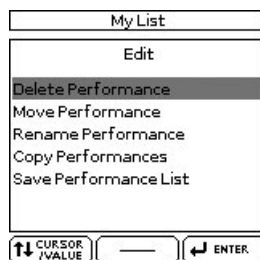 My List
Edit
Delete Performance
Move Performance
Rename Performance
Copy Performances
Save Performance List
CURSOR
/VALUE
ENTER